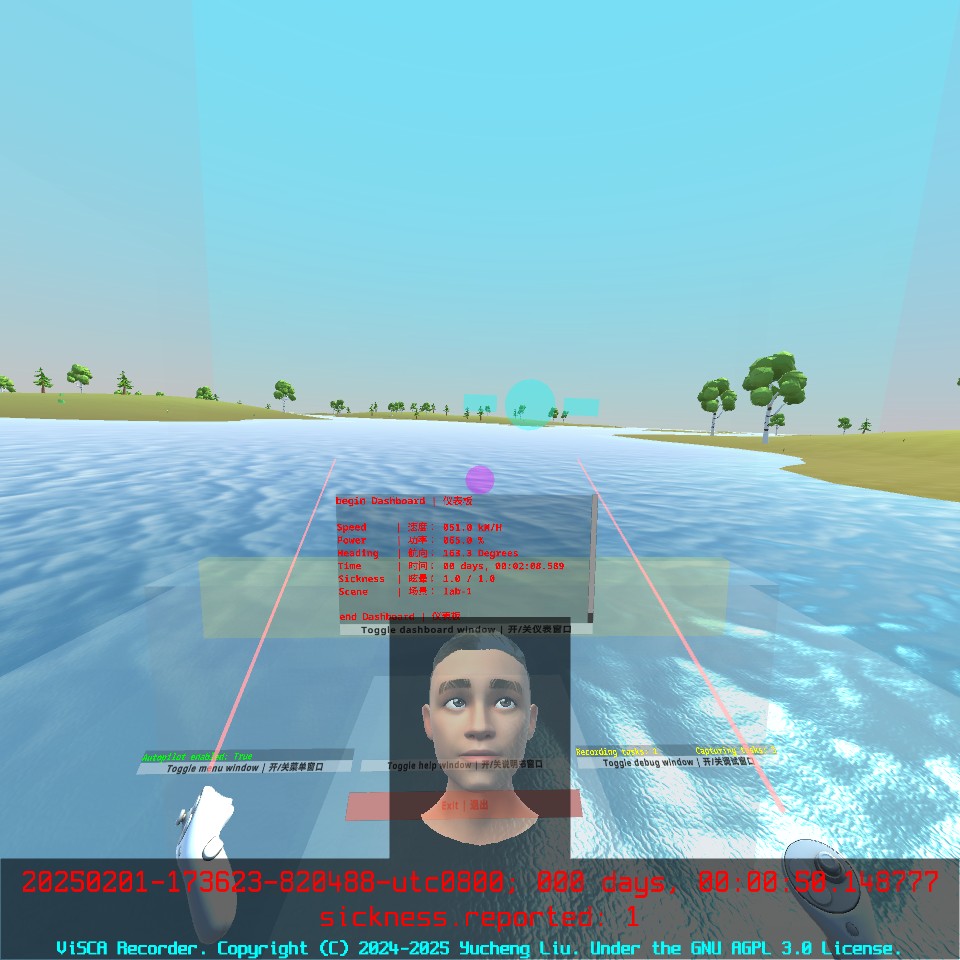 begin Dashboard | 仪表板
Speed | 速度: 051.0 kM/H
Power | 功率: 065.0 %
Heading | 航向: 163.3 Degrees
Time | 时间: 00 days, 00:02:08.589
Sickness | 眩晕: 1.0 / 1.0
Scene | 场景: lab-1
end Dashboard | 仪表板
Toggle dashboard window | 开/关仪表窗口
Autopilot enabled: True
Toggle menu window | 开/关菜单窗口
Toggle help window | 开/关说明书窗口
Recording tasks: 1 Capturing tasks:
Toggle debug window | 开/关调试窗口
Exit | 退出
20250201-173623-820488-utc0800; 000 days, 00:00:50.148777
sickness.reported: 1
ViSCA Recorder. Copyright (C) 2024-2025 Yucheng Liu. Under the GNU AGPL 3.0 License.